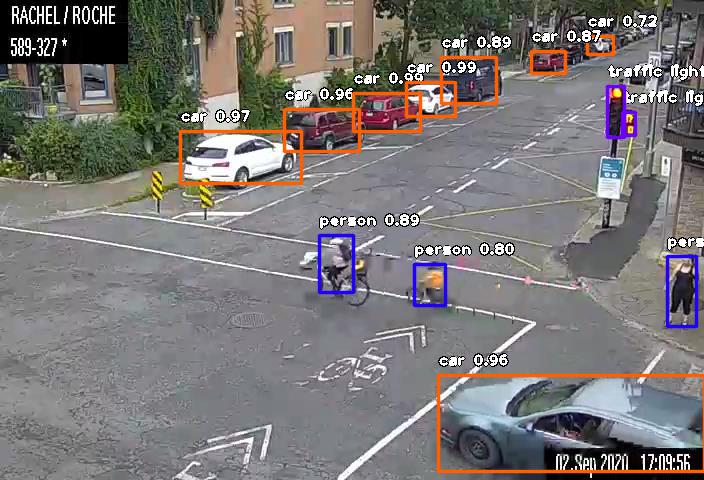 RACHEL / ROCHE
589-327 *
car 0.72
car 0.87
car 0.89
car 0.99
car 0.99
car 0.96
car 0.97
traffic light
traffic light
person 0.89
person 0.80
pers
car 0.96
02 Sep 2020 17:09:56